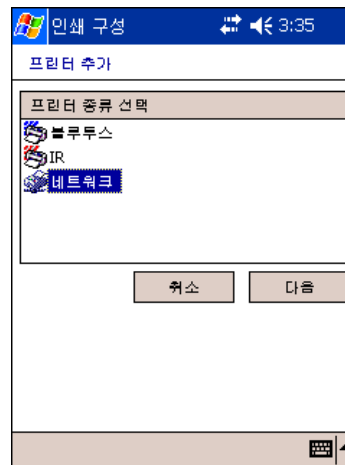 인쇄 구성 3:35
프린터 추가
프린터 종류 선택
블루투스
IR
네트워크
취소 다음